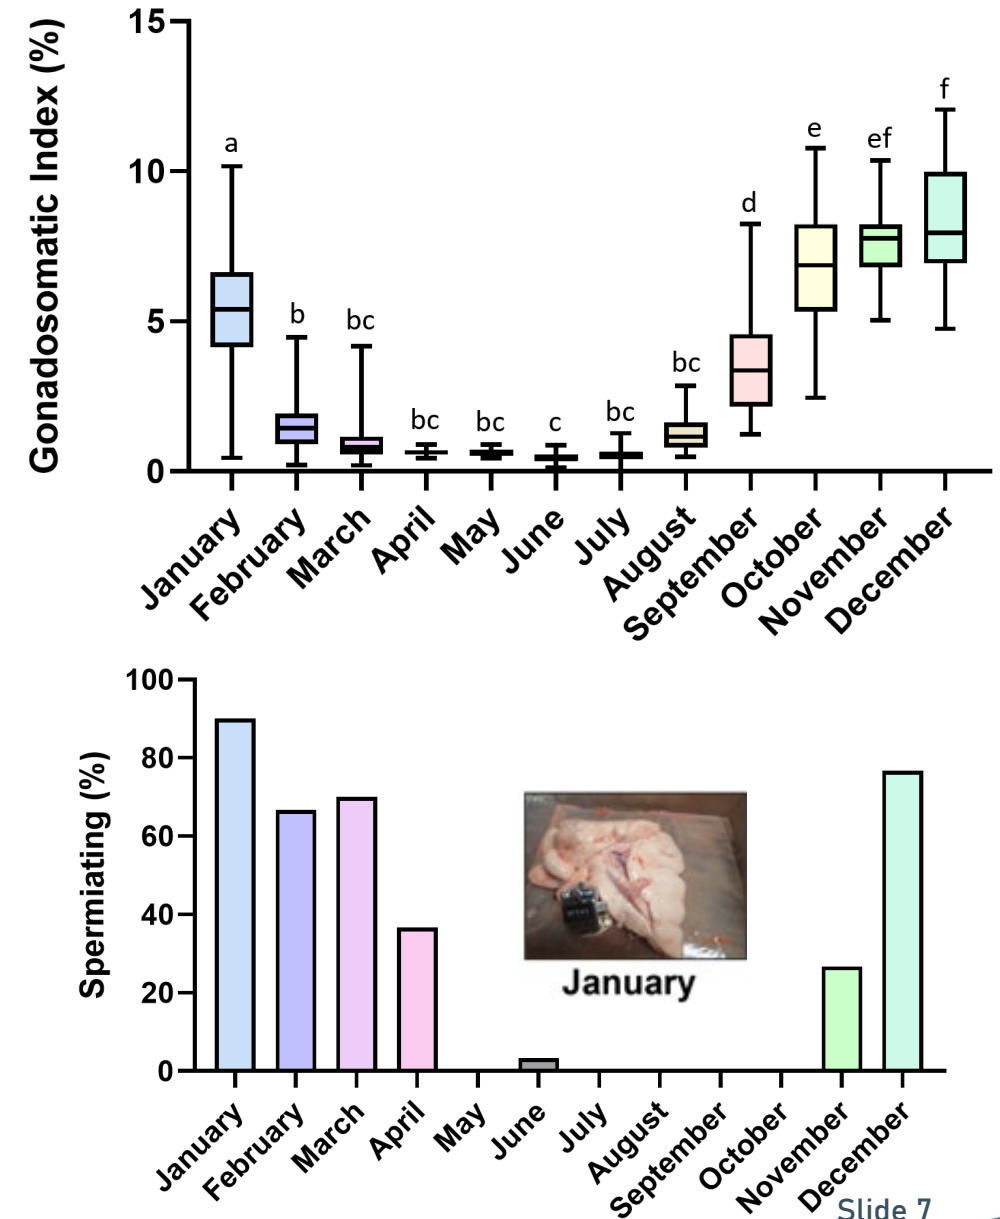 Gonadosomatic Index (%)
15
10
5
0
a
b
bc
bc
bc
c
bc
bc
d
e
ef
f
January
February
March
April
May
June
July
August
September
October
November
December
Spermiating (%)
100
80
60
40
20
0
January
January
February
March
April
May
June
July
August
September
October
November
December
Slide 7